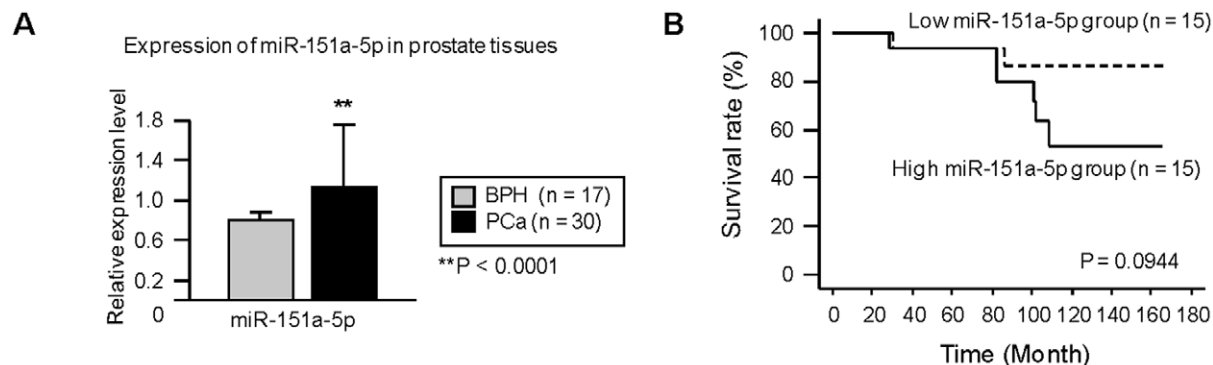 A
Expression of miR-151a-5p in prostate tissues
Relative expression level
1.8
1.4
1.0
0.6
0.2
0
**
miR-151a-5p
BPH (n = 17)
PCa (n = 30)
**P < 0.0001
B
Low miR-151a-5p group (n = 15)
Survival rate (%)
100
80
60
40
20
0
High miR-151a-5p group (n = 15)
P = 0.0944
0 20 40 60 80 100 120 140 160 180
Time (Month)